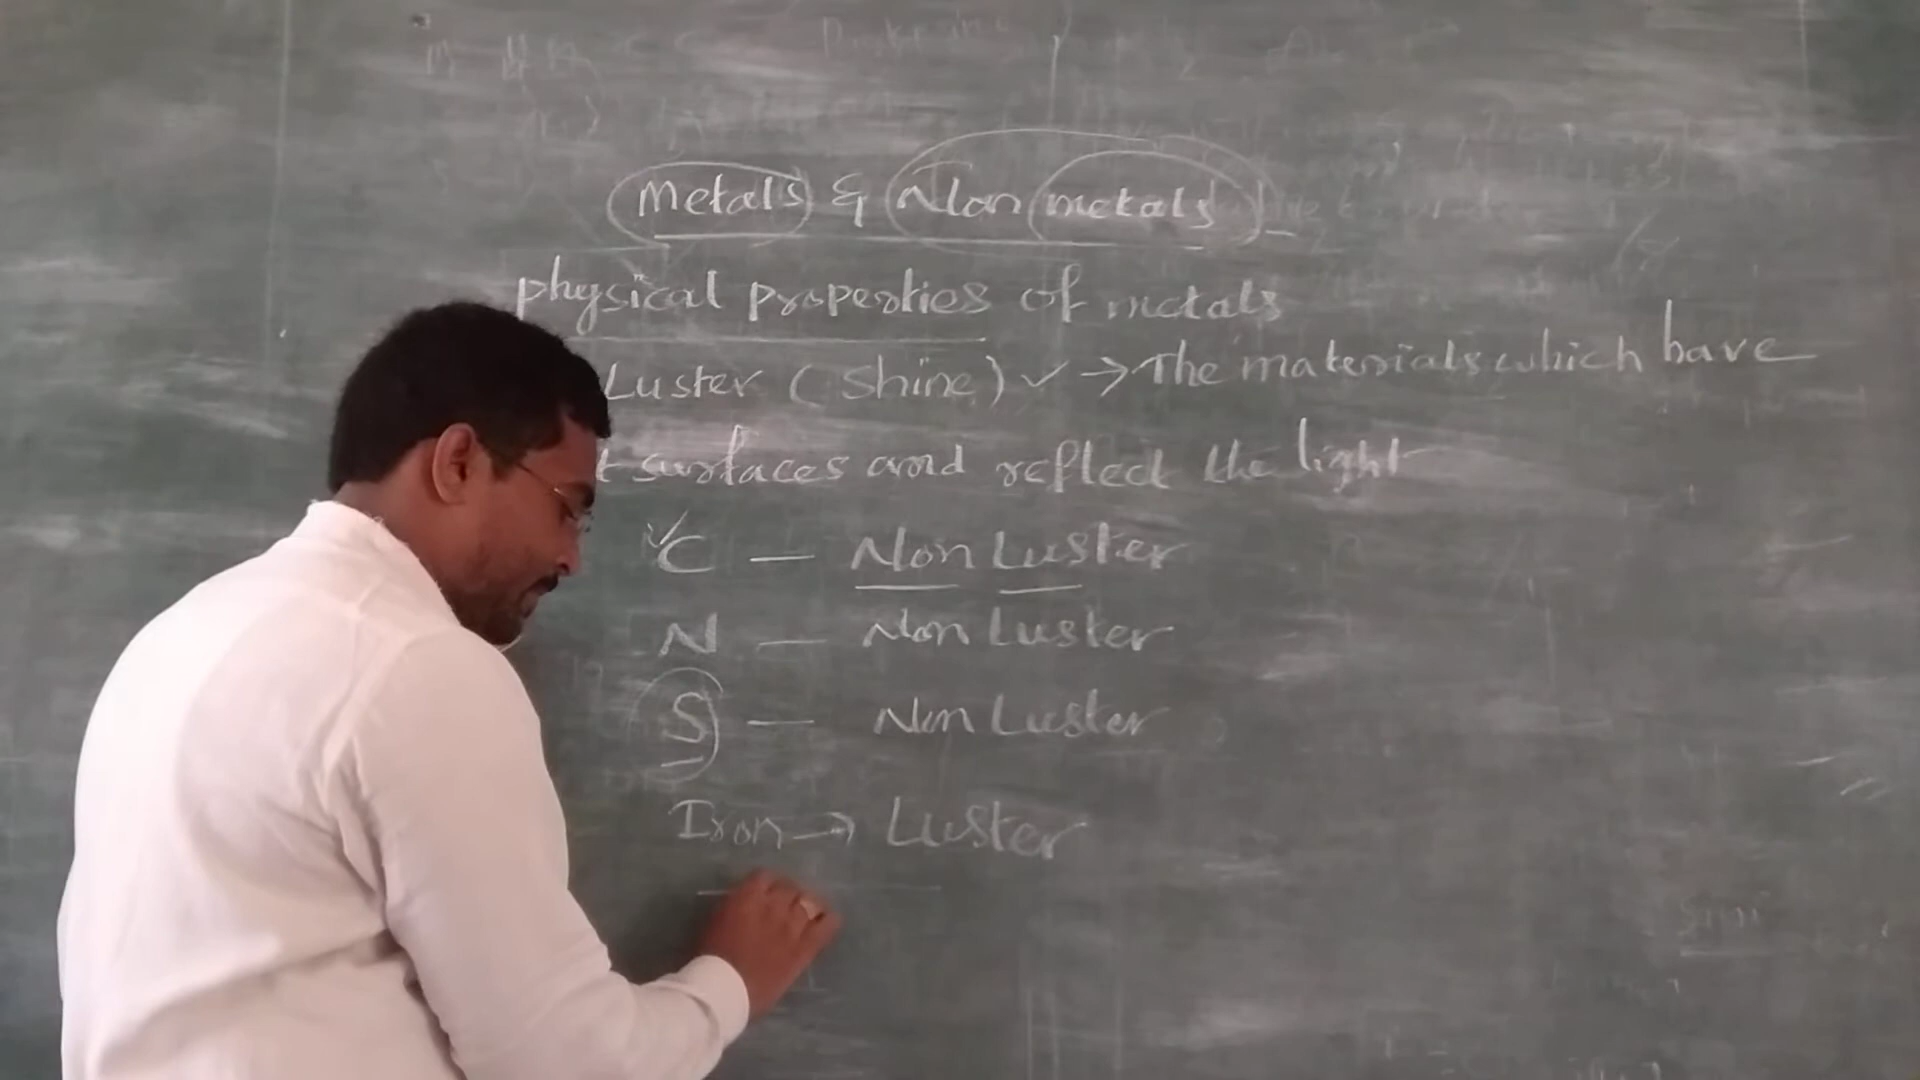 Metals & Non metals
physical properties of metals
Luster (Shine) ✓ → The materials which have
surfaces and reflect the light
✓C — Non Luster
N — Non Luster
S — Non Luster
Iron → Luster